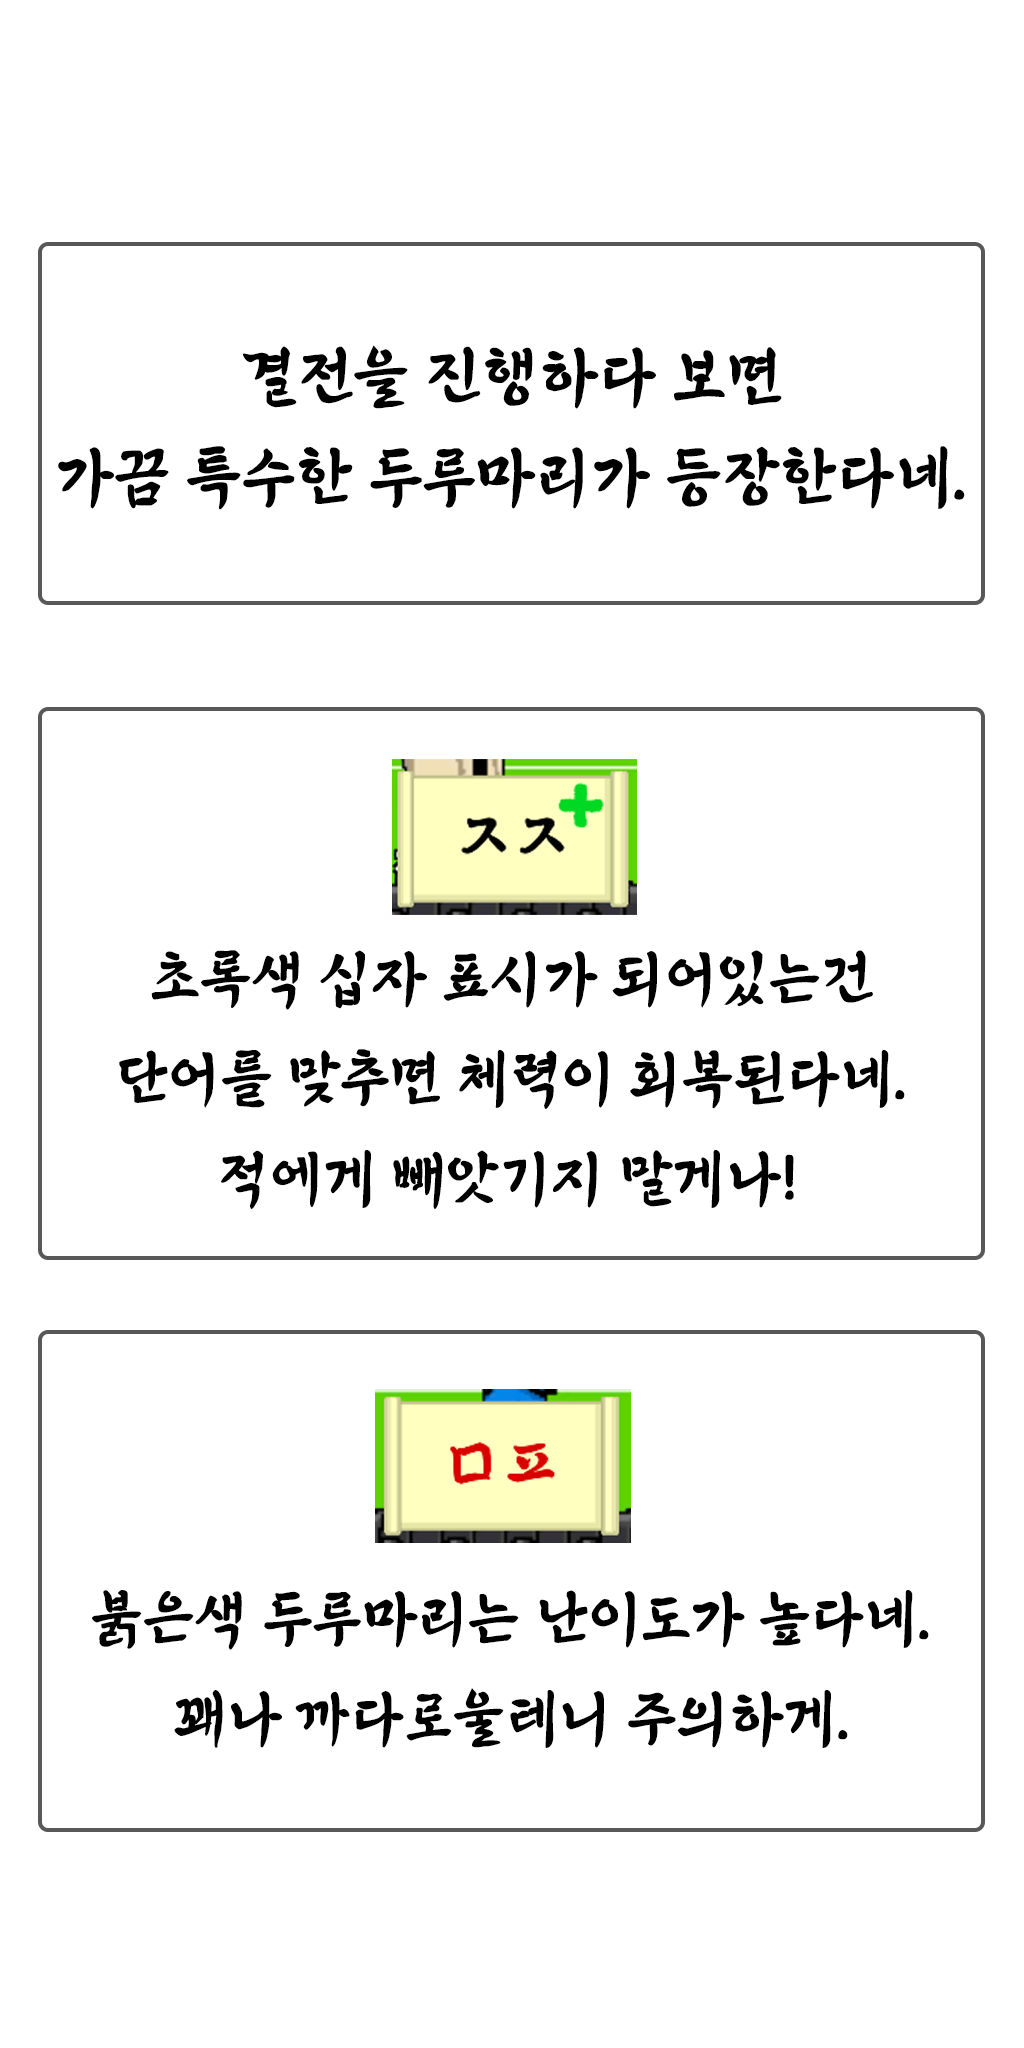 결전을 진행하다 보면
가끔 특수한 두루마리가 등장한다네.
ㅈㅈ
초록색 십자 표시가 되어있는건
단어를 맞추면 체력이 회복된다네.
적에게 빼앗기지 말게나!
ㅁㅍ
붉은색 두루마리는 난이도가 높다네.
꽤나 까다로울테니 주의하게.